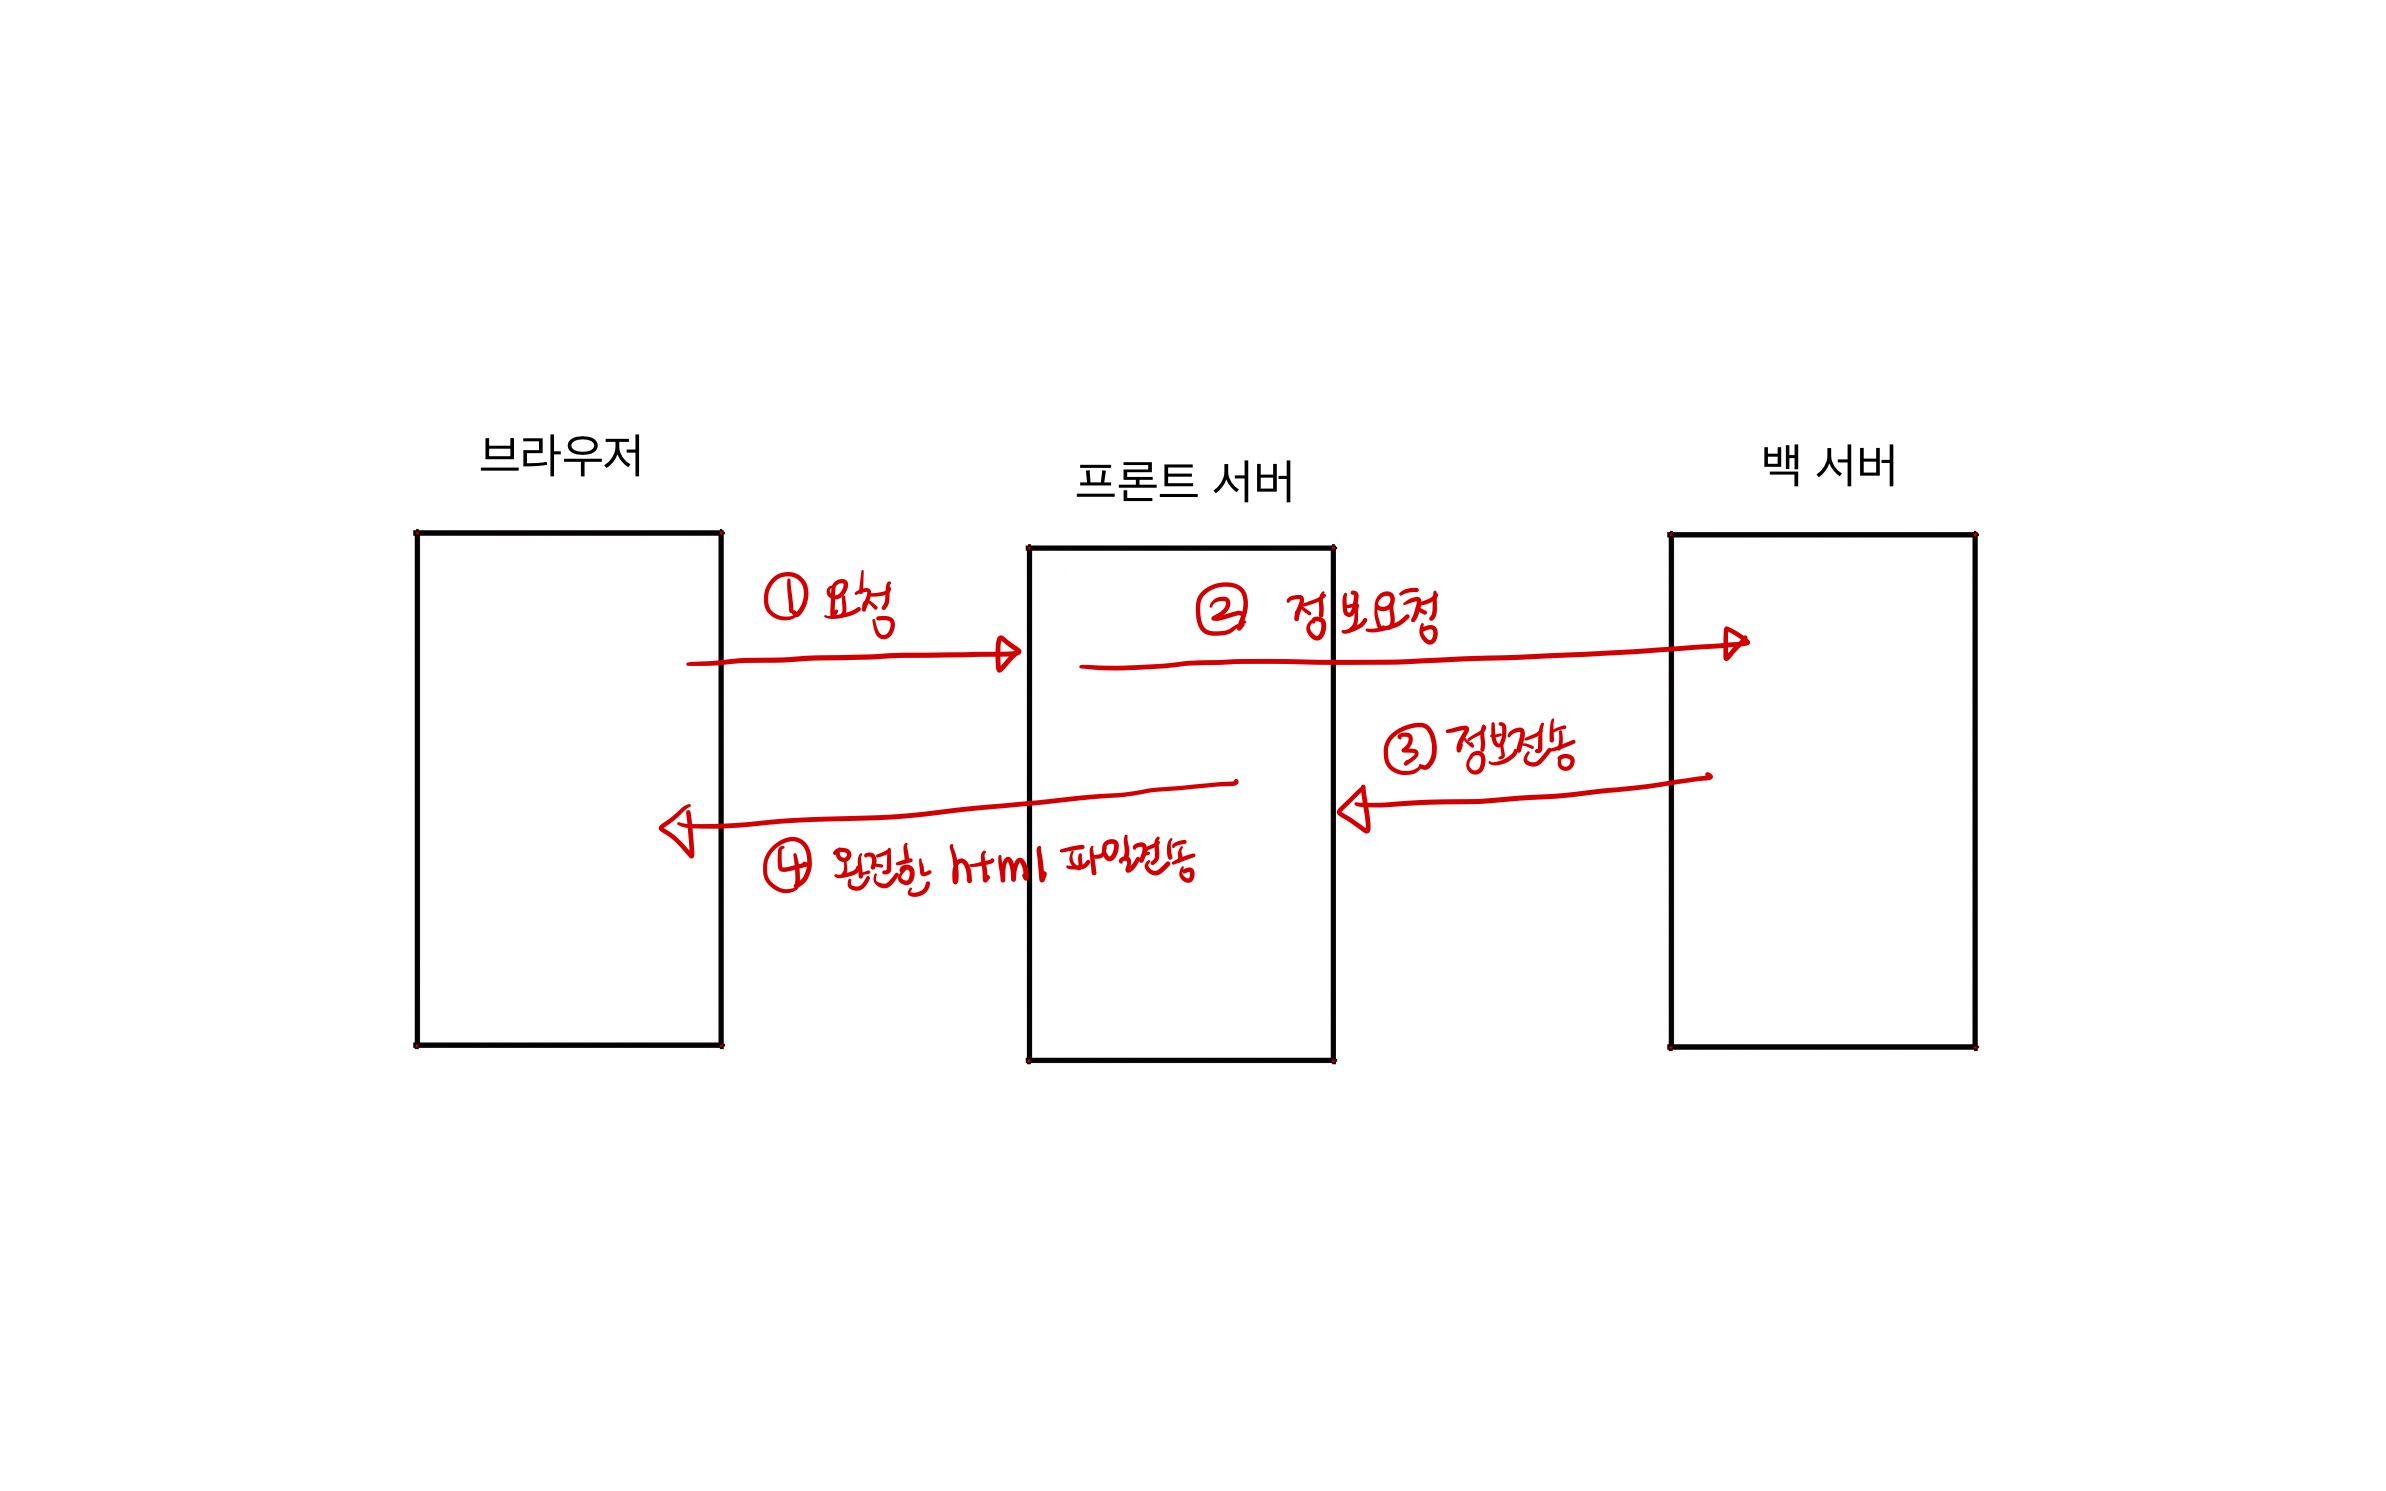 브라우저
프론트 서버
백 서버
① 요청
② 정보요청
③ 정보전송
④ 완전한 html 파일전송